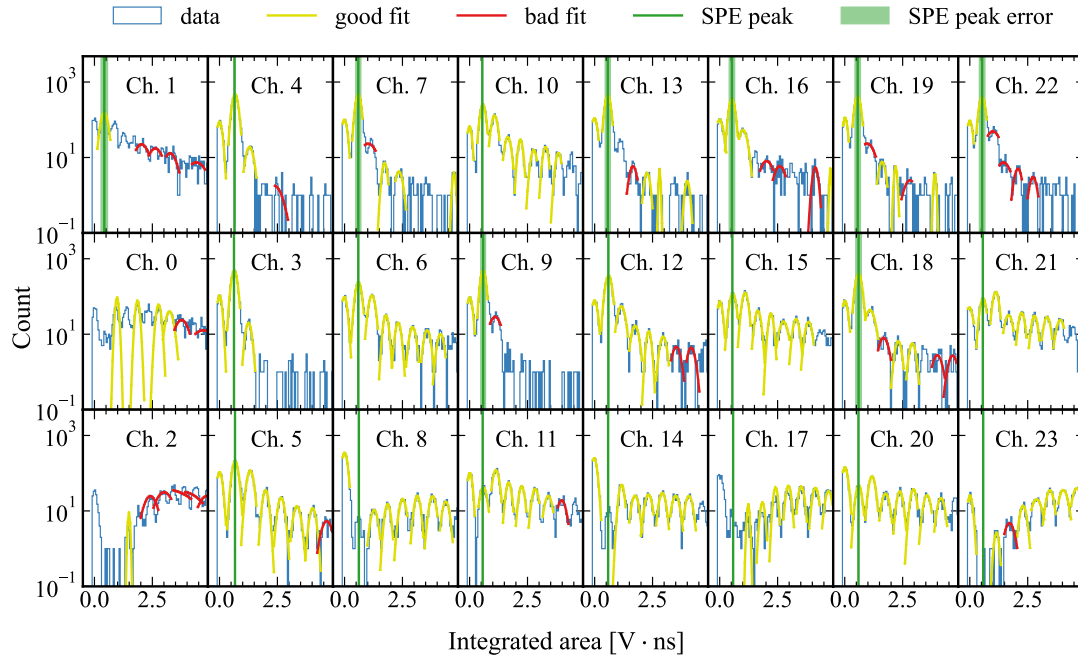 data good fit bad fit SPE peak SPE peak error
Ch. 1 Ch. 4 Ch. 7 Ch. 10 Ch. 13 Ch. 16 Ch. 19 Ch. 22
10³
10¹
10⁻¹
Ch. 0 Ch. 3 Ch. 6 Ch. 9 Ch. 12 Ch. 15 Ch. 18 Ch. 21
10³
10¹
10⁻¹
Count
Ch. 2 Ch. 5 Ch. 8 Ch. 11 Ch. 14 Ch. 17 Ch. 20 Ch. 23
10³
10¹
10⁻¹
0.0 2.5 0.0 2.5 0.0 2.5 0.0 2.5 0.0 2.5 0.0 2.5 0.0 2.5 0.0 2.5
Integrated area [V · ns]